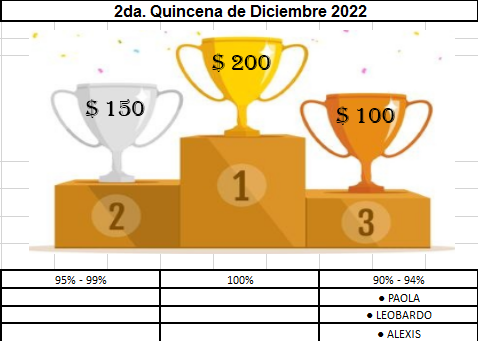 2da. Quincena de Diciembre 2022
$ 200
$ 150
$ 100
1
2
3
95% - 99% 100% 90% - 94%
● PAOLA
● LEOBARDO
● ALEXIS